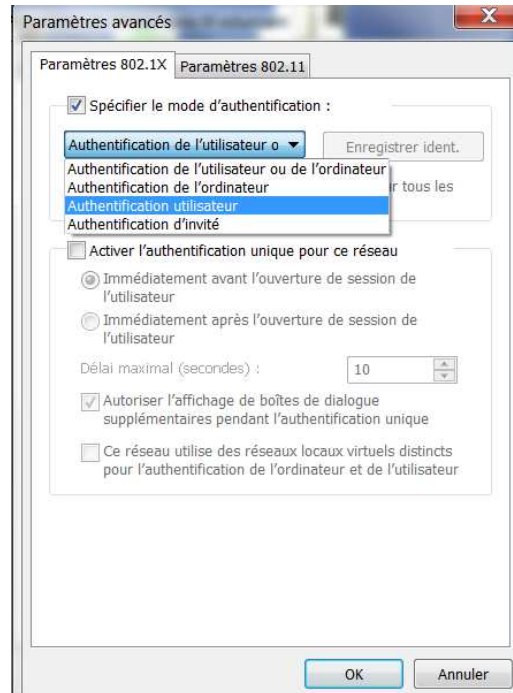 Paramètres avancés
Paramètres 802.1X
Paramètres 802.11
Spécifier le mode d'authentification :
Authentification de l'utilisateur o
Enregistrer ident.
Authentification de l'utilisateur ou de l'ordinateur
Authentification de l'ordinateur
r tous les
Authentification utilisateur
Authentification d'invité
Activer l'authentification unique pour ce réseau
Immédiatement avant l'ouverture de session de
l'utilisateur
Immédiatement après l'ouverture de session de
l'utilisateur
Délai maximal (secondes) :
10
Autoriser l'affichage de boîtes de dialogue
supplémentaires pendant l'authentification unique
Ce réseau utilise des réseaux locaux virtuels distincts
pour l'authentification de l'ordinateur et de l'utilisateur
OK
Annuler